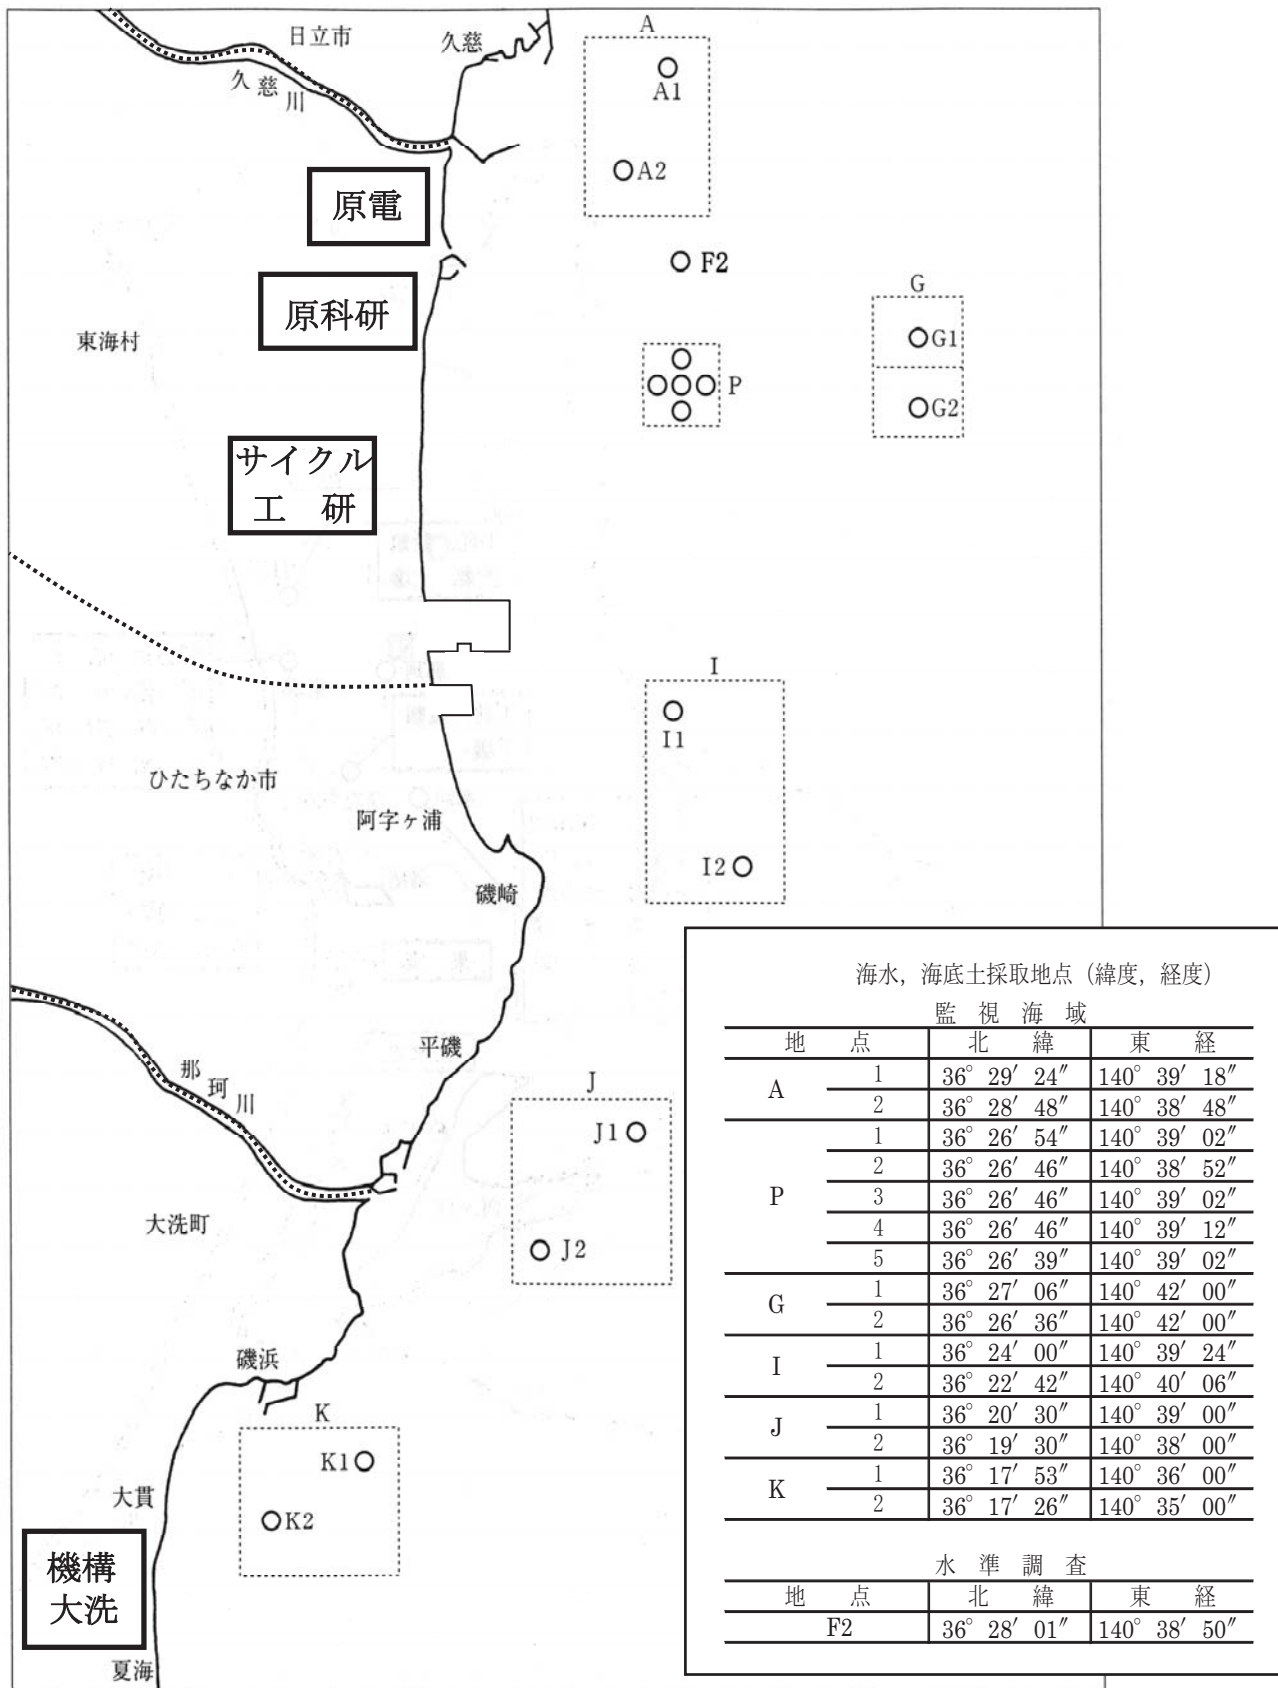 日立市
久慈
久慈川
A
A1
A2
原電
F2
G
原科研
G1
東海村
P
G2
サイクル
工 研
I
I1
ひたちなか市
阿字ヶ浦
I2
磯崎
平磯
那珂川
J
J1
大洗町
J2
磯浜
K
K1
大貫
K2
機構
大洗
夏海
海水，海底土採取地点（緯度，経度）
監 視 海 域
地 点 北 緯 東 経
A 1 36° 29′ 24″ 140° 39′ 18″
2 36° 28′ 48″ 140° 38′ 48″
P 1 36° 26′ 54″ 140° 39′ 02″
2 36° 26′ 46″ 140° 38′ 52″
3 36° 26′ 46″ 140° 39′ 02″
4 36° 26′ 46″ 140° 39′ 12″
5 36° 26′ 39″ 140° 39′ 02″
G 1 36° 27′ 06″ 140° 42′ 00″
2 36° 26′ 36″ 140° 42′ 00″
I 1 36° 24′ 00″ 140° 39′ 24″
2 36° 22′ 42″ 140° 40′ 06″
J 1 36° 20′ 30″ 140° 39′ 00″
2 36° 19′ 30″ 140° 38′ 00″
K 1 36° 17′ 53″ 140° 36′ 00″
2 36° 17′ 26″ 140° 35′ 00″
水 準 調 査
地 点 北 緯 東 経
F2 36° 28′ 01″ 140° 38′ 50″